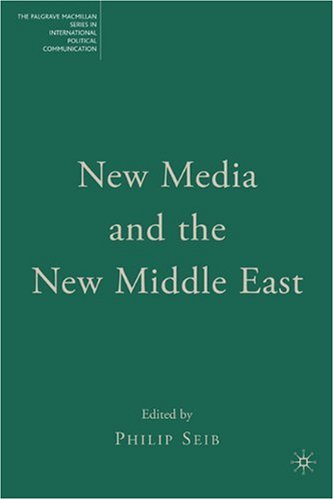 THE PALGRAVE MACMILLAN
SERIES IN
INTERNATIONAL
POLITICAL
COMMUNICATION
New Media
and the
New Middle East
Edited by
PHILIP SEIB